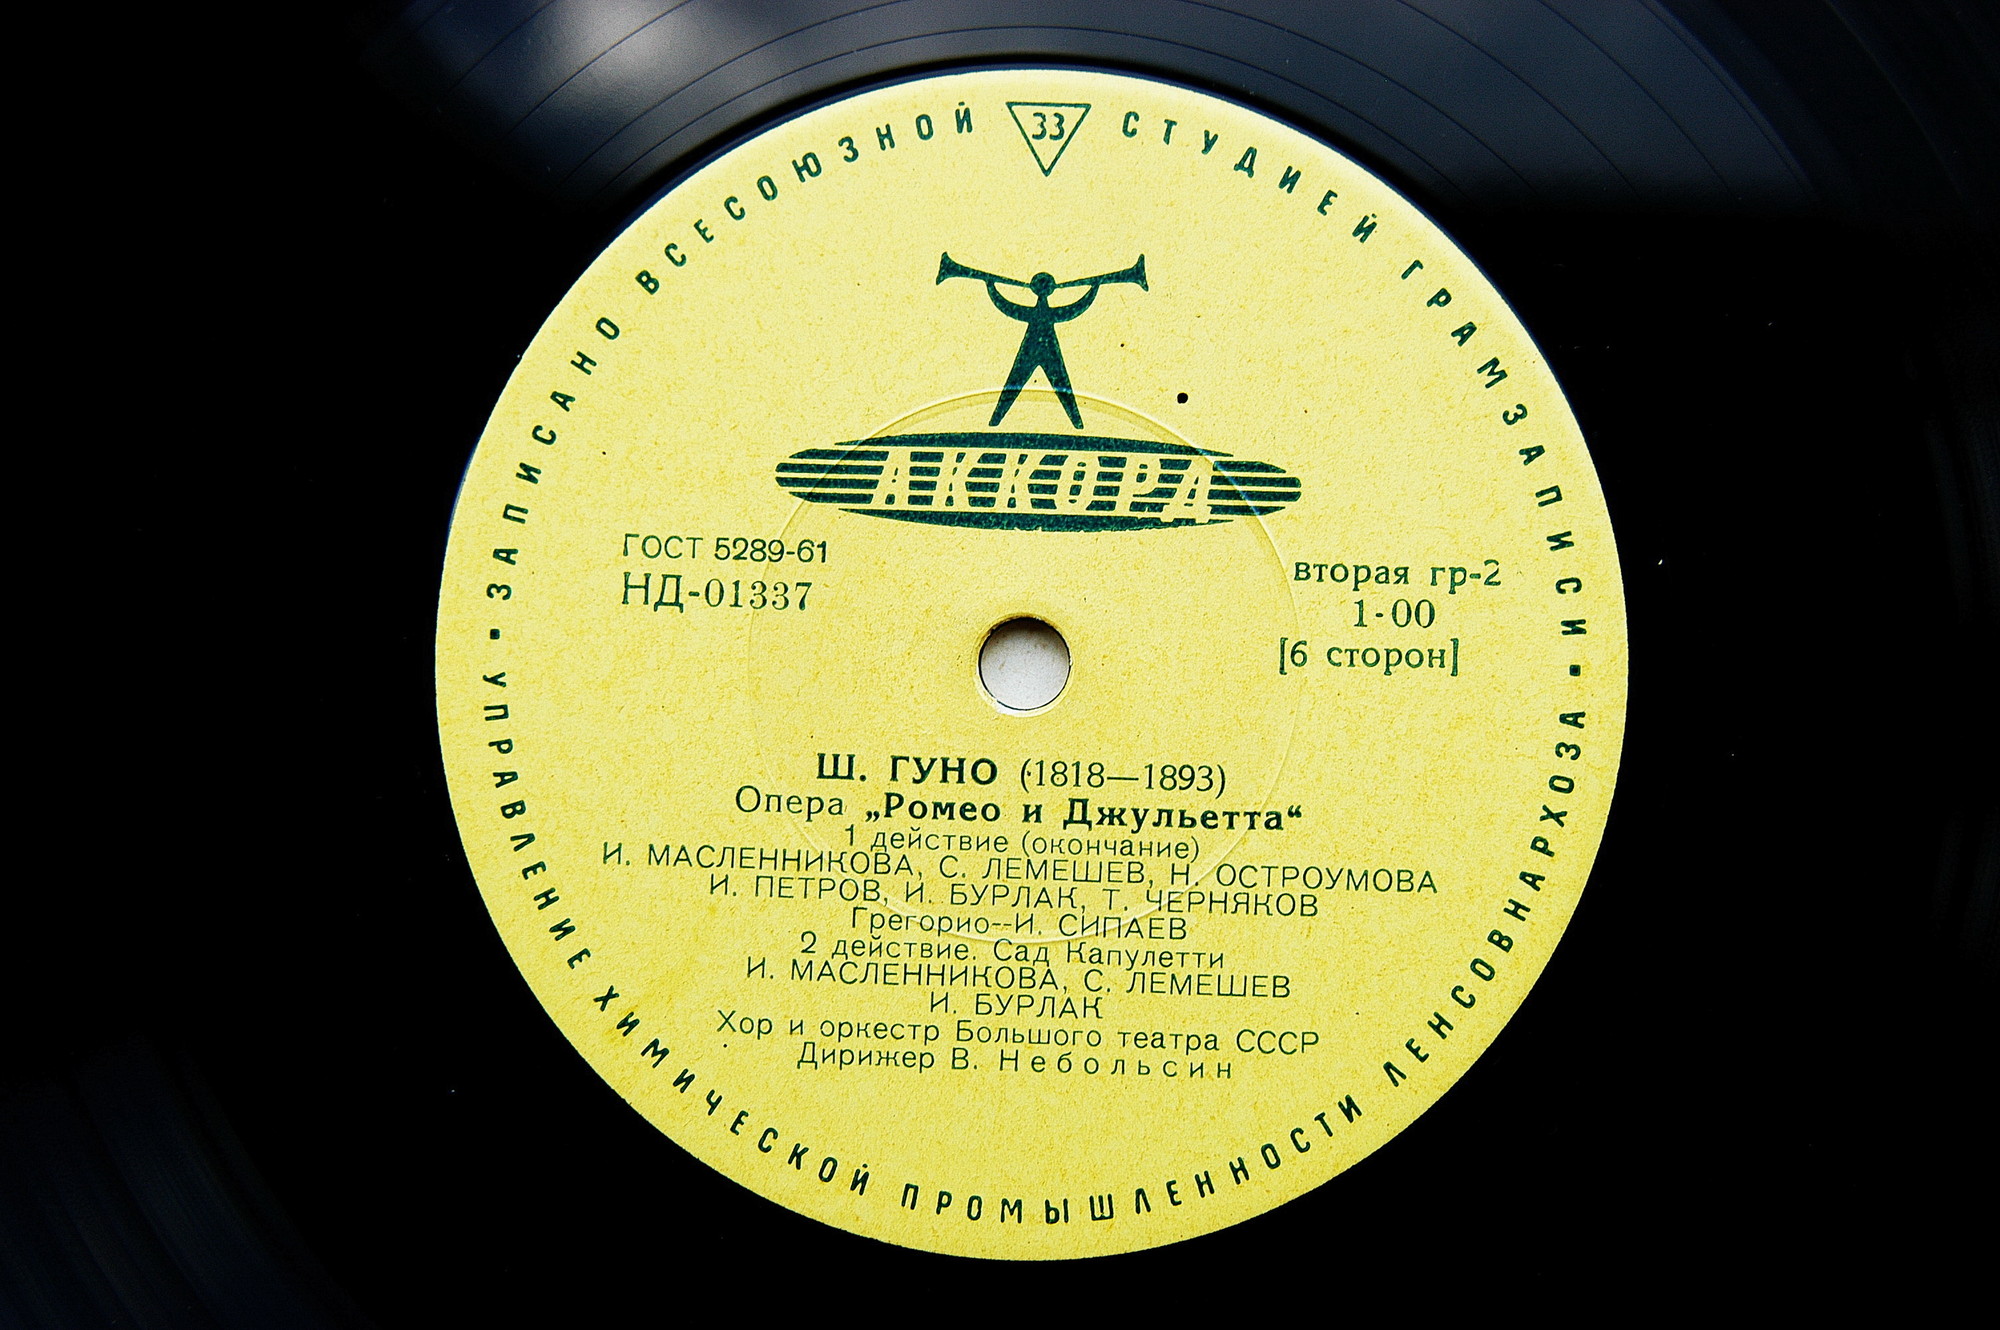 ЗАПИСАНО ВСЕСОЮЗНОЙ 33 СТУДИЕЙ ГРАМЗАПИСИ
АККОРД
ГОСТ 5289-61
НД-01337
вторая гр-2
1-00
[6 сторон]
Ш. ГУНО (1818—1893)
Опера „Ромео и Джульетта“
1 действие (окончание)
И. МАСЛЕННИКОВА, С. ЛЕМЕШЕВ, Н. ОСТРОУМОВА
И. ПЕТРОВ, И. БУРЛАК, Т. ЧЕРНЯКОВ
Грегорио--И. СИПАЕВ
2 действие. Сад Капулетти
И. МАСЛЕННИКОВА, С. ЛЕМЕШЕВ
И. БУРЛАК
Хор и оркестр Большого театра СССР
Дирижер В. Небольсин
УПРАВЛЕНИЕ ХИМИЧЕСКОЙ ПРОМЫШЛЕННОСТИ ЛЕНСОВНАРХОЗА